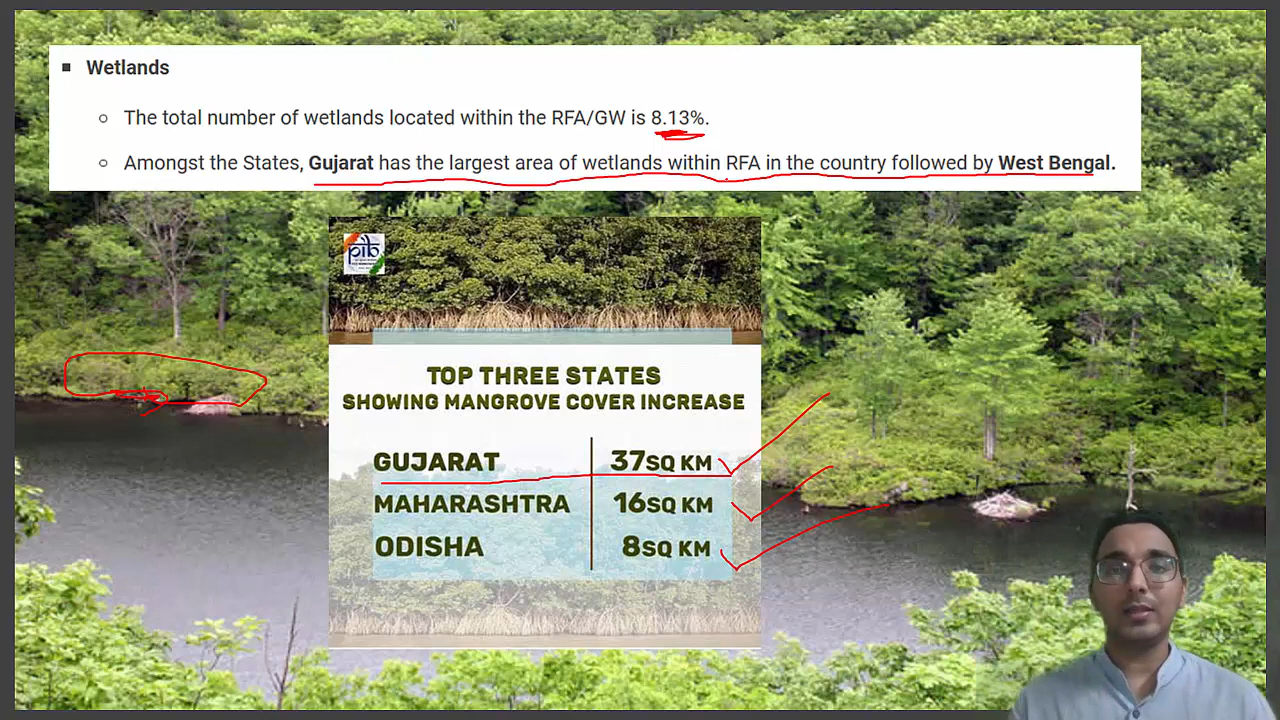 Wetlands
The total number of wetlands located within the RFA/GW is 8.13%.
Amongst the States, Gujarat has the largest area of wetlands within RFA in the country followed by West Bengal.
pib
TOP THREE STATES
SHOWING MANGROVE COVER INCREASE
GUJARAT 37SQ KM
MAHARASHTRA 16SQ KM
ODISHA 8SQ KM